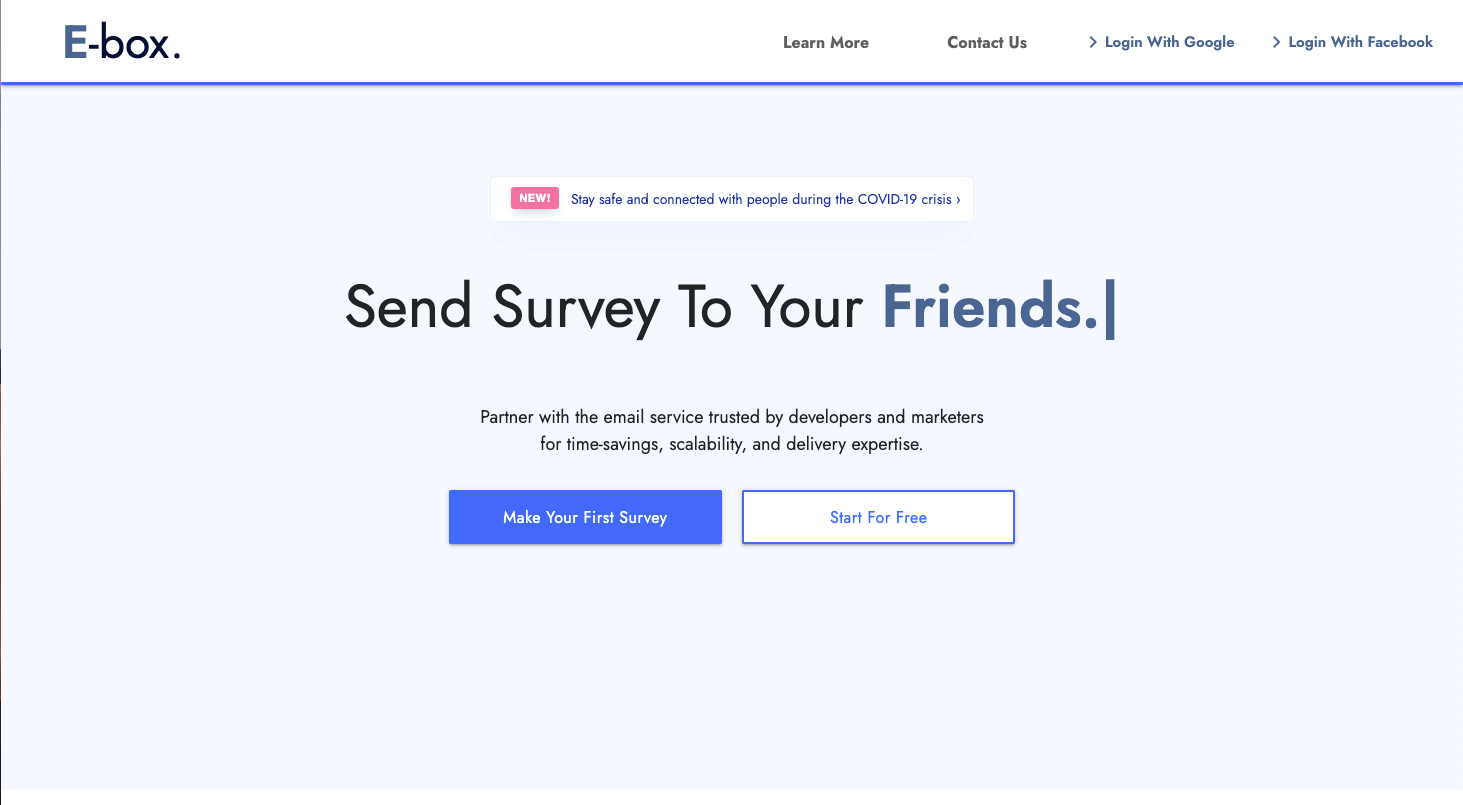 E-box.
Learn More
Contact Us
Login With Google
Login With Facebook
NEW! Stay safe and connected with people during the COVID-19 crisis ›
Send Survey To Your Friends.|
Partner with the email service trusted by developers and marketers
for time-savings, scalability, and delivery expertise.
Make Your First Survey
Start For Free